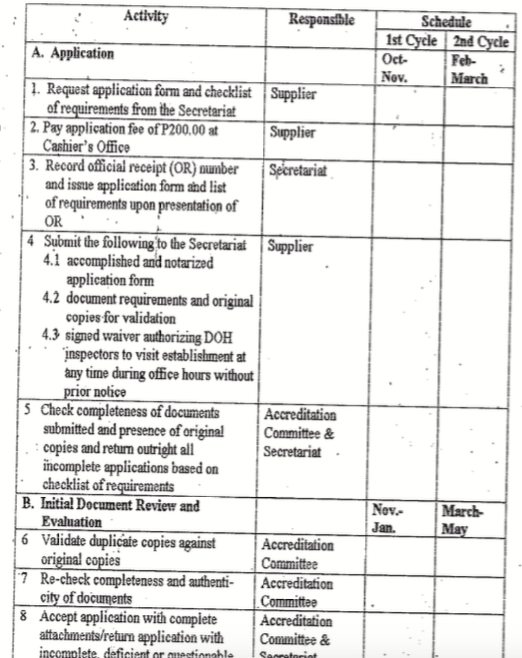 Activity Responsible Schedule
1st Cycle 2nd Cycle
A. Application Oct- Feb-
Nov. March
1. Request application form and checklist Supplier
of requirements from the Secretariat
2. Pay application fee of P200.00 at Supplier
Cashier's Office
3. Record official receipt (OR) number Secretariat
and issue application form and list
of requirements upon presentation of
OR
4 Submit the following to the Secretariat Supplier
4.1 accomplished and notarized
application form
4.2 document requirements and original
copies for validation
4.3 signed waiver authorizing DOH
inspectors to visit establishment at
any time during office hours without
prior notice
5 Check completeness of documents Accreditation
submitted and presence of original Committee &
copies and return outright all Secretariat
incomplete applications based on
checklist of requirements
B. Initial Document Review and Nov.- March-
Evaluation Jan. May
6 Validate duplicate copies against Accreditation
original copies Committee
7 Re-check completeness and authenti- Accreditation
city of documents Committee
8 Accept application with complete Accreditation
attachments/return application with Committee &
incomplete, deficient or questionable Secretariat